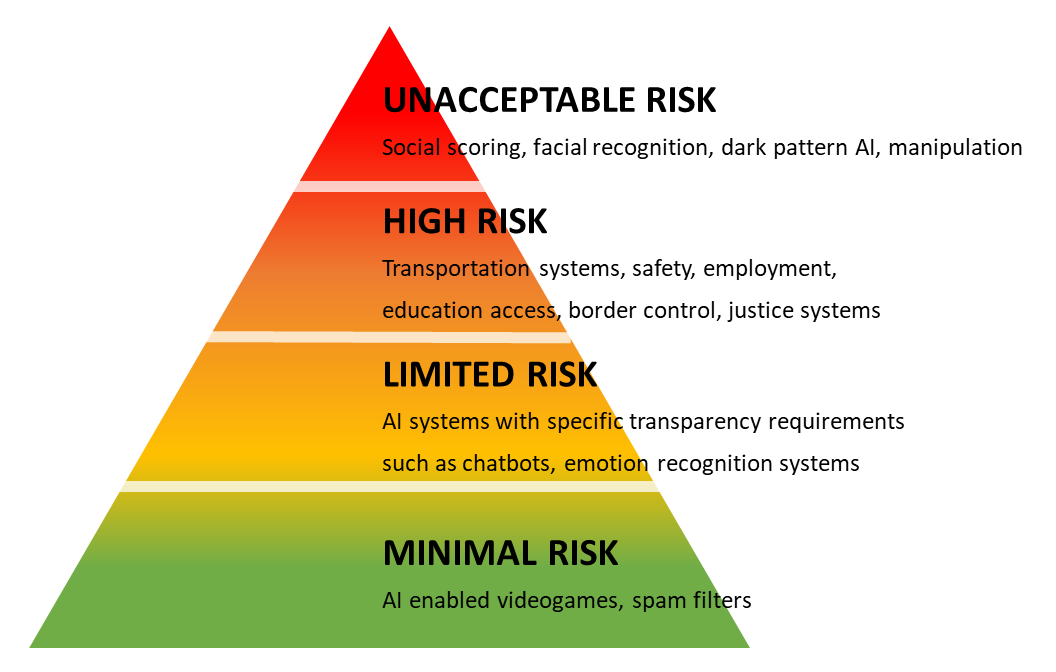 UNACCEPTABLE RISK
Social scoring, facial recognition, dark pattern AI, manipulation
HIGH RISK
Transportation systems, safety, employment,
education access, border control, justice systems
LIMITED RISK
AI systems with specific transparency requirements
such as chatbots, emotion recognition systems
MINIMAL RISK
AI enabled videogames, spam filters